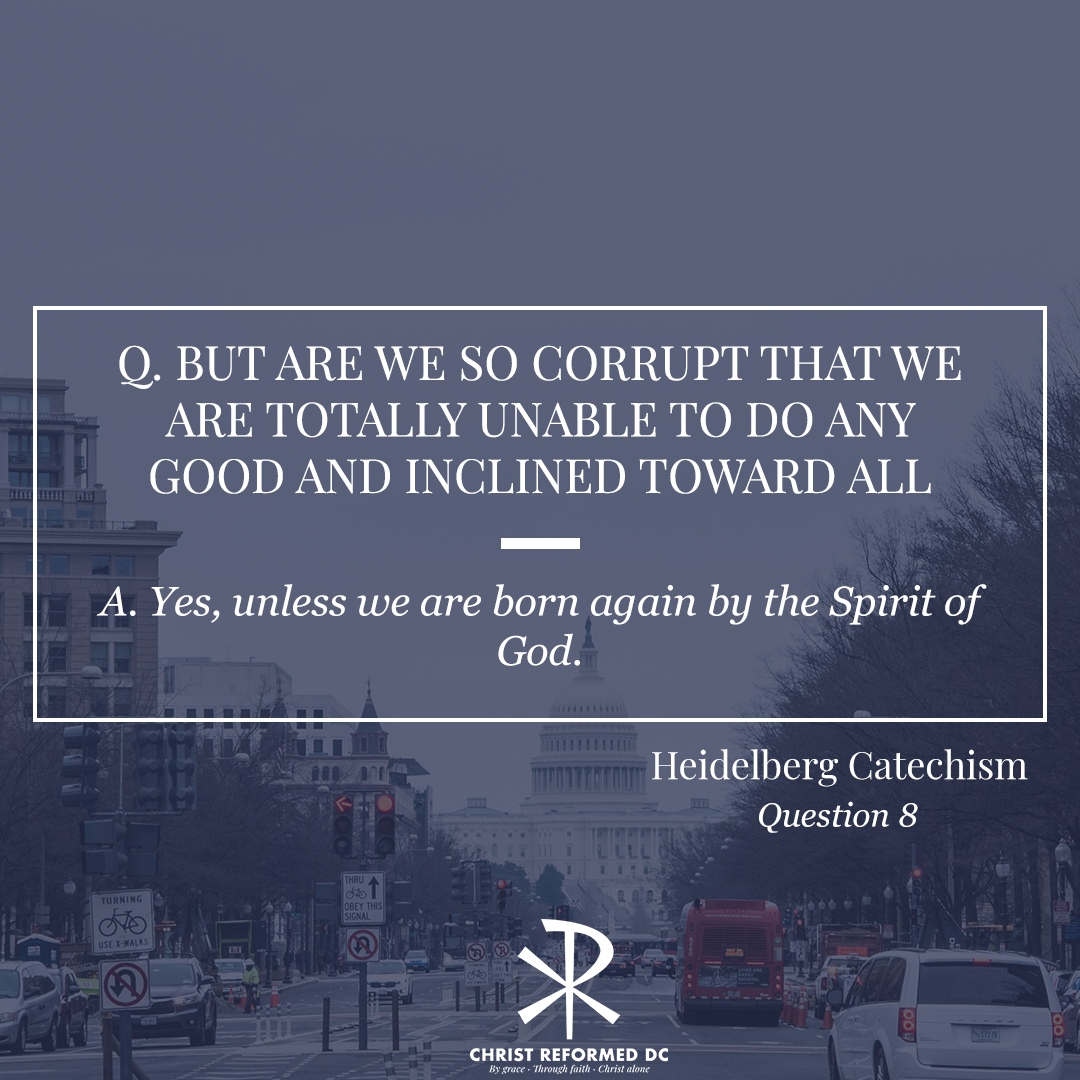 Q. BUT ARE WE SO CORRUPT THAT WE
ARE TOTALLY UNABLE TO DO ANY
GOOD AND INCLINED TOWARD ALL
A. Yes, unless we are born again by the Spirit of
God.
Heidelberg Catechism
Question 8
THRU
OBEY THIS
SIGNAL
TURNING
USE X-WALKS
CHRIST REFORMED DC
By grace · Through faith · Christ alone